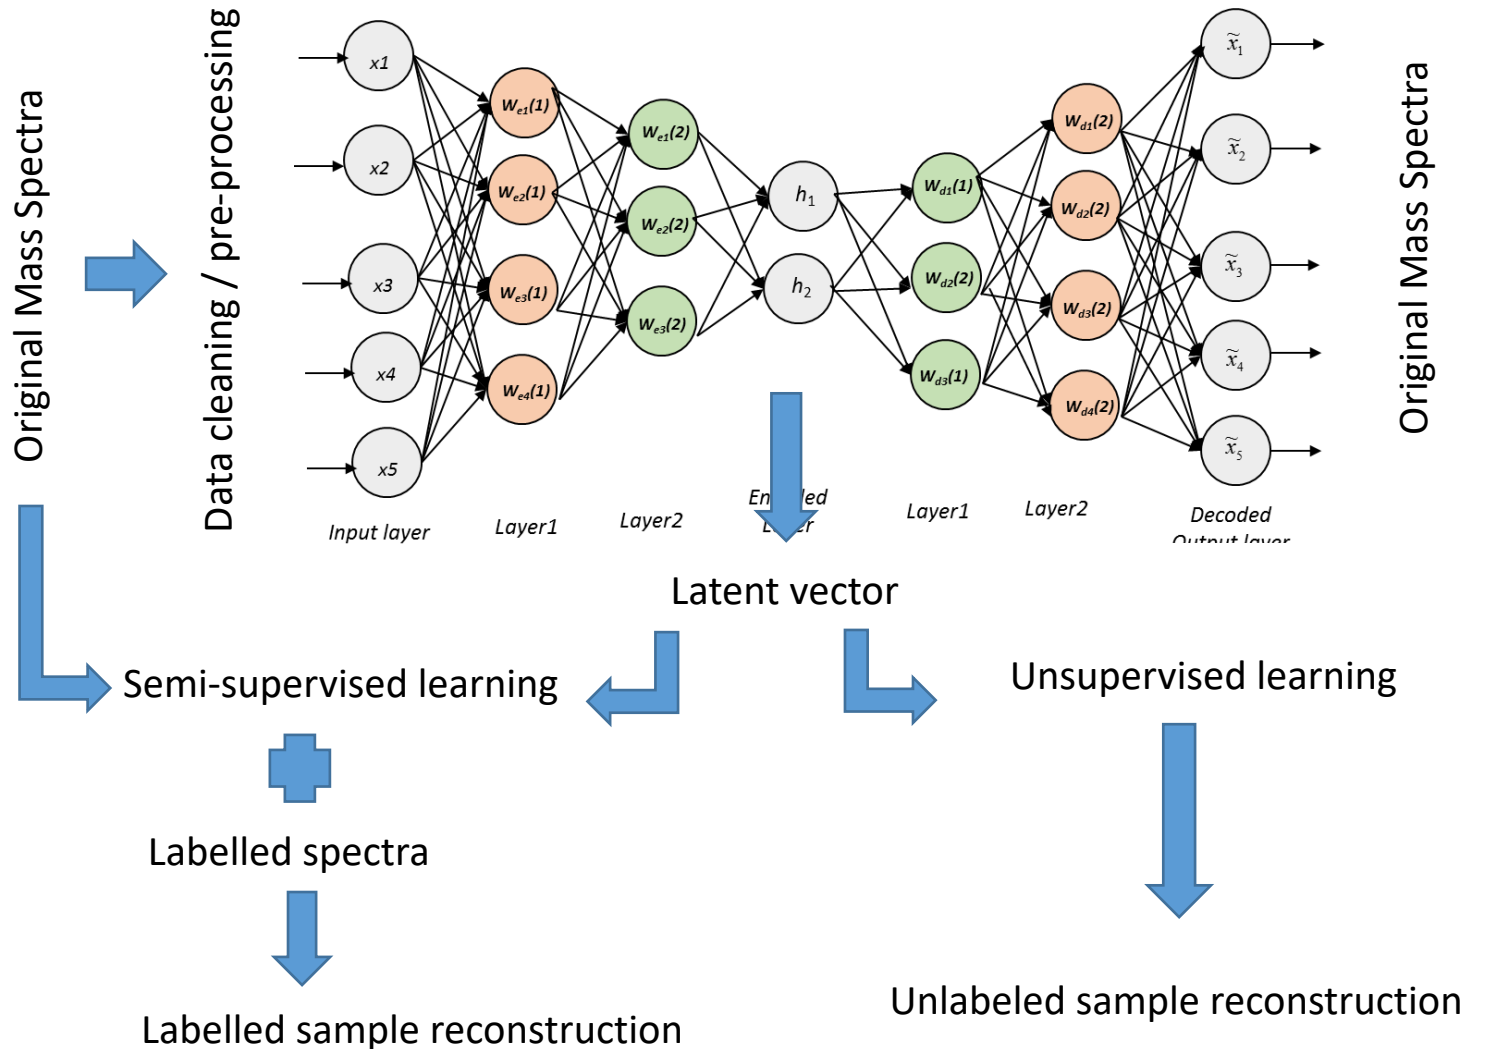 Original Mass Spectra
Data cleaning / pre-processing
x1
x2
x3
x4
x5
Input layer
We1(1)
We2(1)
We3(1)
We4(1)
Layer1
We1(2)
We2(2)
We3(2)
Layer2
h1
h2
Wd1(1)
Wd2(2)
Wd3(1)
Layer1
Wd1(2)
Wd2(2)
Wd3(2)
Wd4(2)
Layer2
x̃1
x̃2
x̃3
x̃4
x̃5
Decoded
Output layer
Original Mass Spectra
Latent vector
Semi-supervised learning
Unsupervised learning
Labelled spectra
Labelled sample reconstruction
Unlabeled sample reconstruction